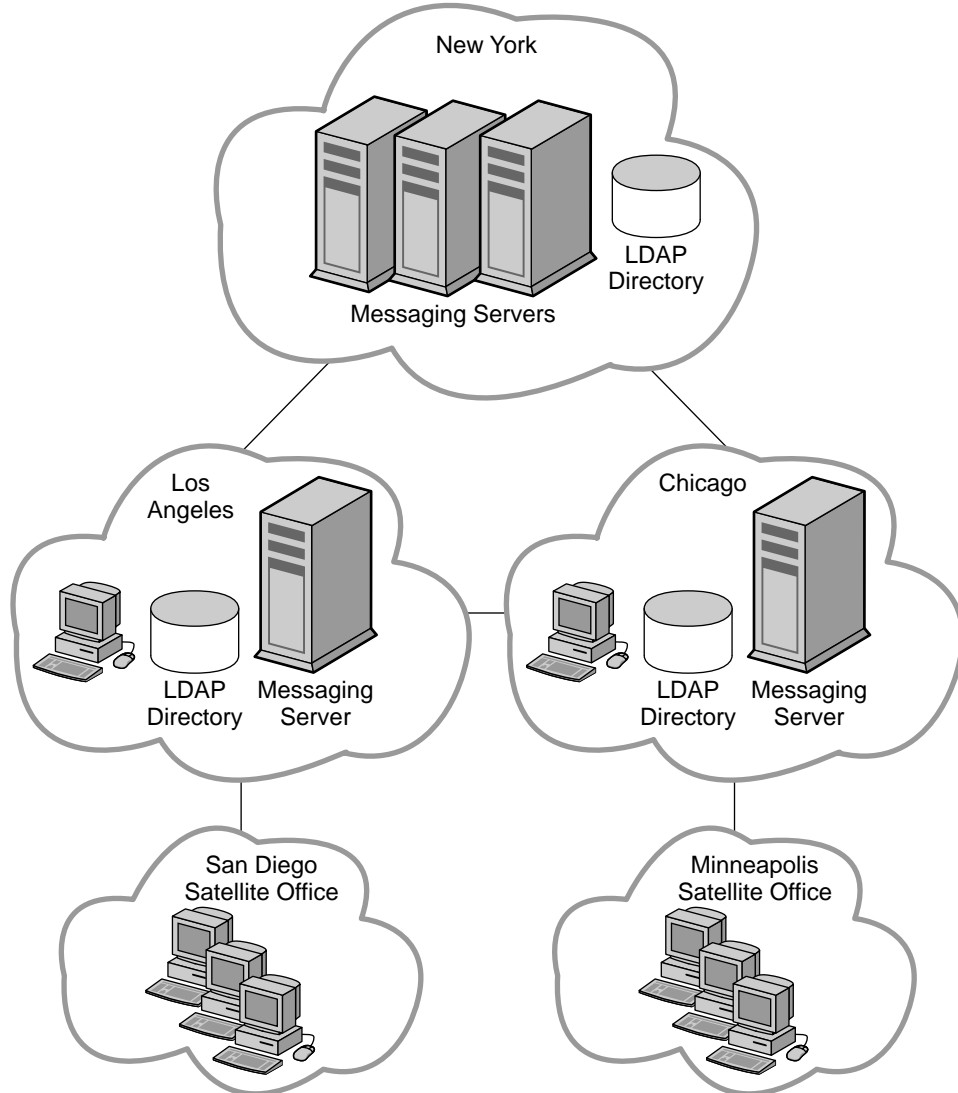 New York
LDAP
Directory
Messaging Servers
Los
Angeles
LDAP
Directory
Messaging
Server
Chicago
LDAP
Directory
Messaging
Server
San Diego
Satellite Office
Minneapolis
Satellite Office